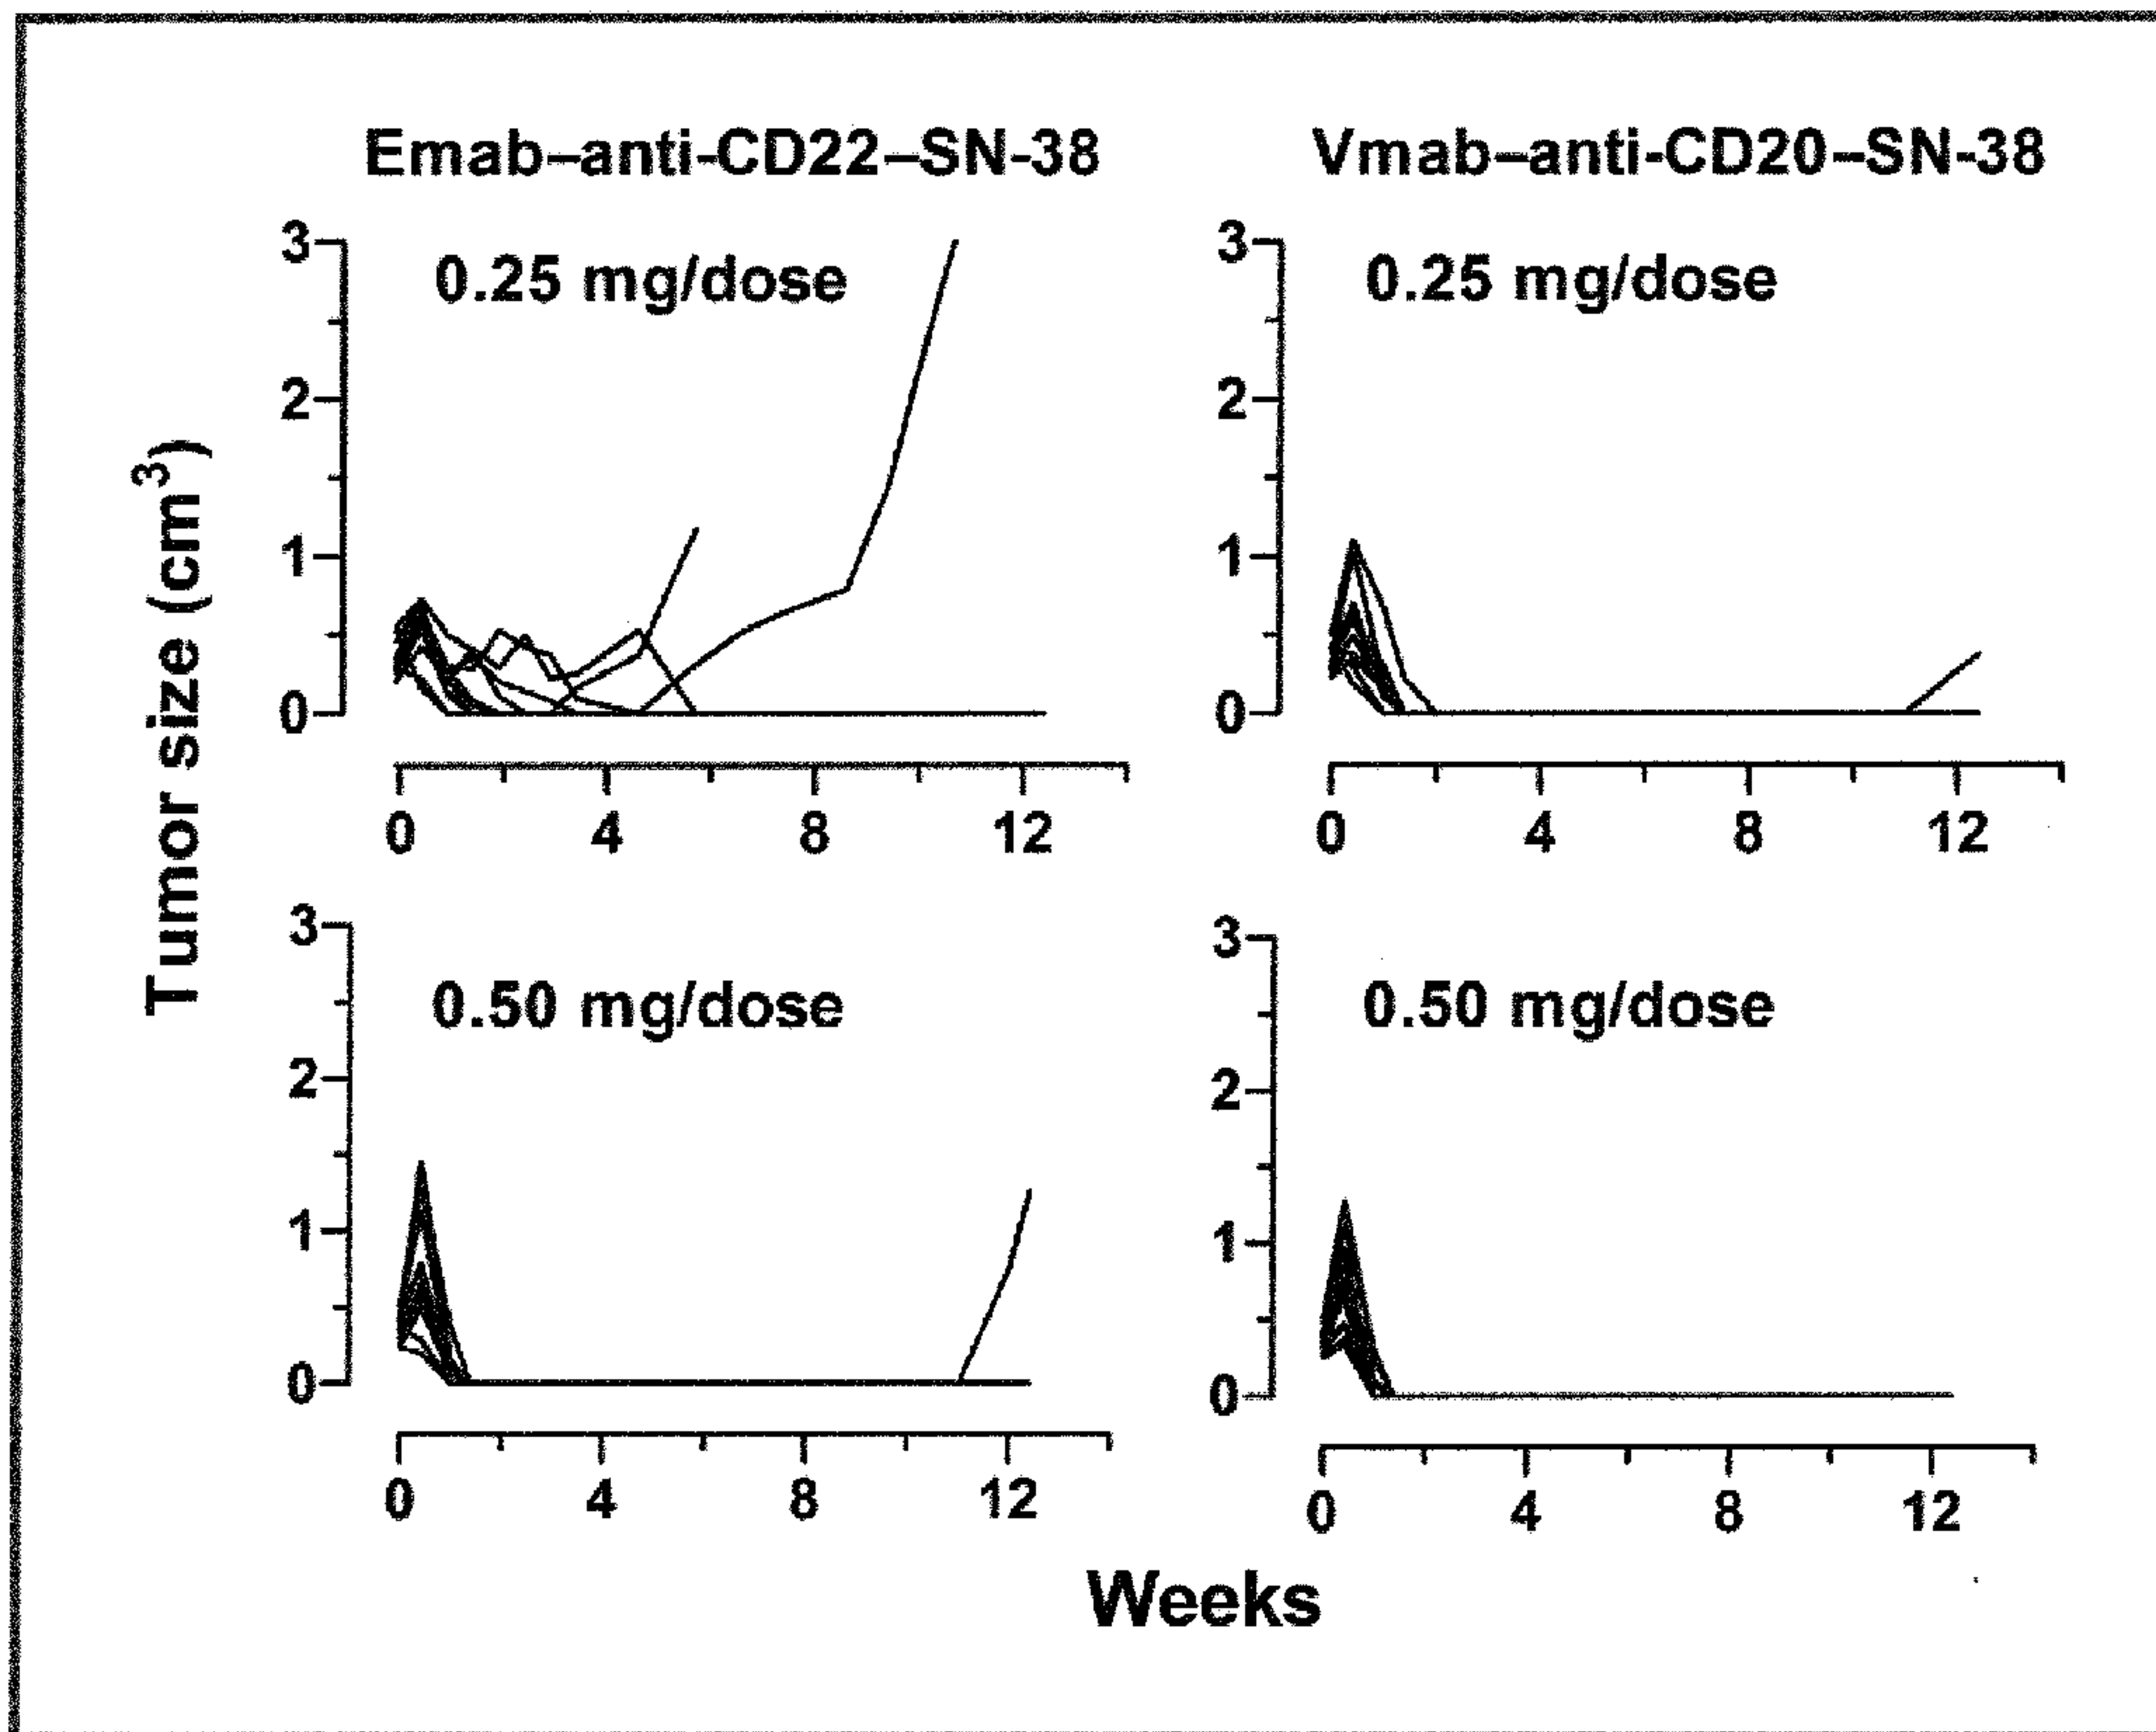 Emab–anti-CD22–SN-38
Vmab–anti-CD20–SN-38
Tumor size (cm³)
0.25 mg/dose
3
2
1
0
0 4 8 12
0.25 mg/dose
3
2
1
0
0 4 8 12
0.50 mg/dose
3
2
1
0
0 4 8 12
0.50 mg/dose
3
2
1
0
0 4 8 12
Weeks